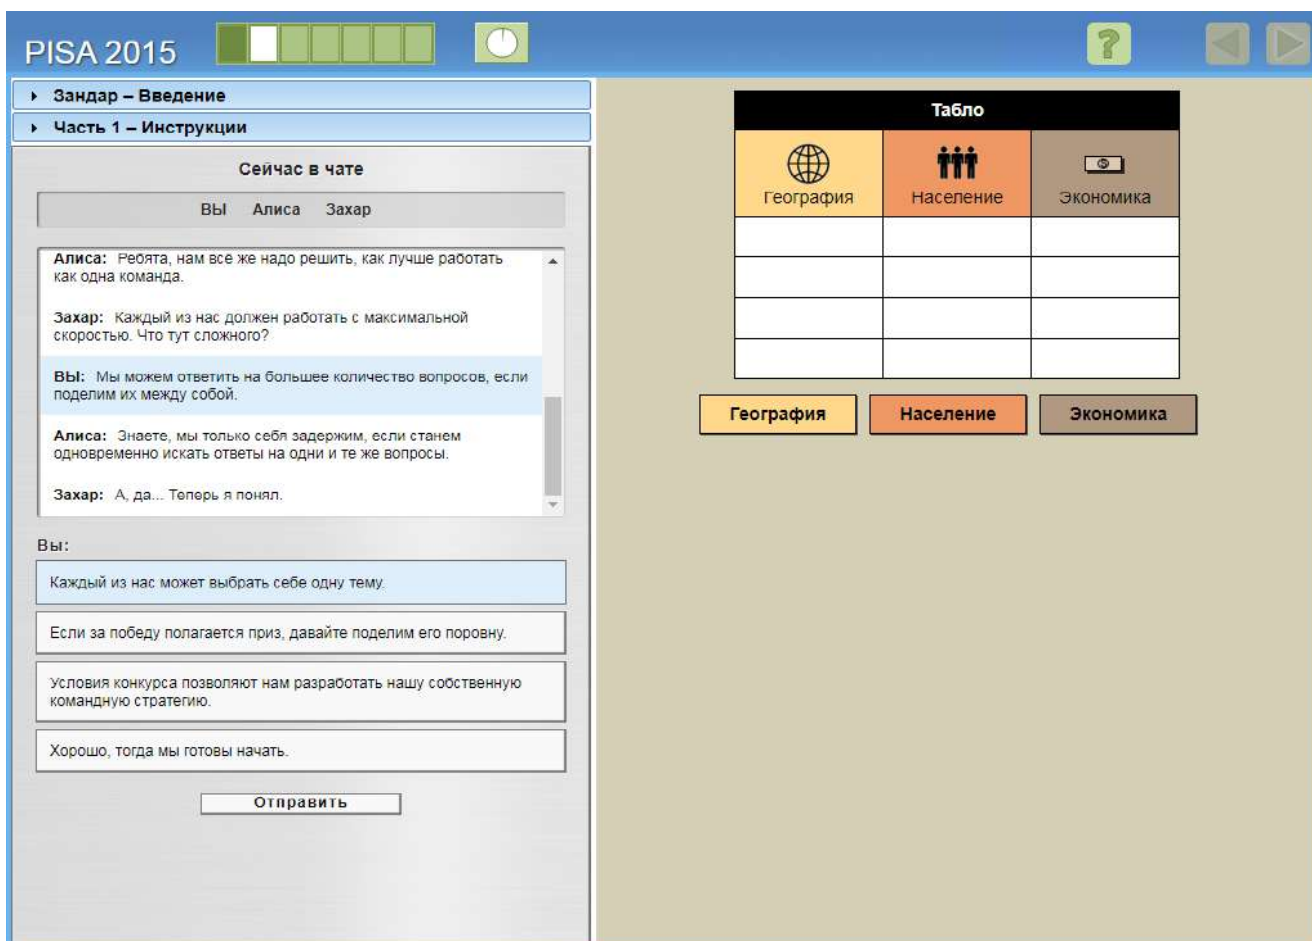 PISA 2015
?
Зандар – Введение
Часть 1 – Инструкции
Сейчас в чате
ВЫ Алиса Захар
Алиса: Ребята, нам все же надо решить, как лучше работать
как одна команда.
Захар: Каждый из нас должен работать с максимальной
скоростью. Что тут сложного?
ВЫ: Мы можем ответить на большее количество вопросов, если
поделим их между собой.
Алиса: Знаете, мы только себя задержим, если станем
одновременно искать ответы на одни и те же вопросы.
Захар: А, да... Теперь я понял.
Вы:
Каждый из нас может выбрать себе одну тему.
Если за победу полагается приз, давайте поделим его поровну.
Условия конкурса позволяют нам разработать нашу собственную
командную стратегию.
Хорошо, тогда мы готовы начать.
Отправить
Табло
География Население Экономика
География Население Экономика